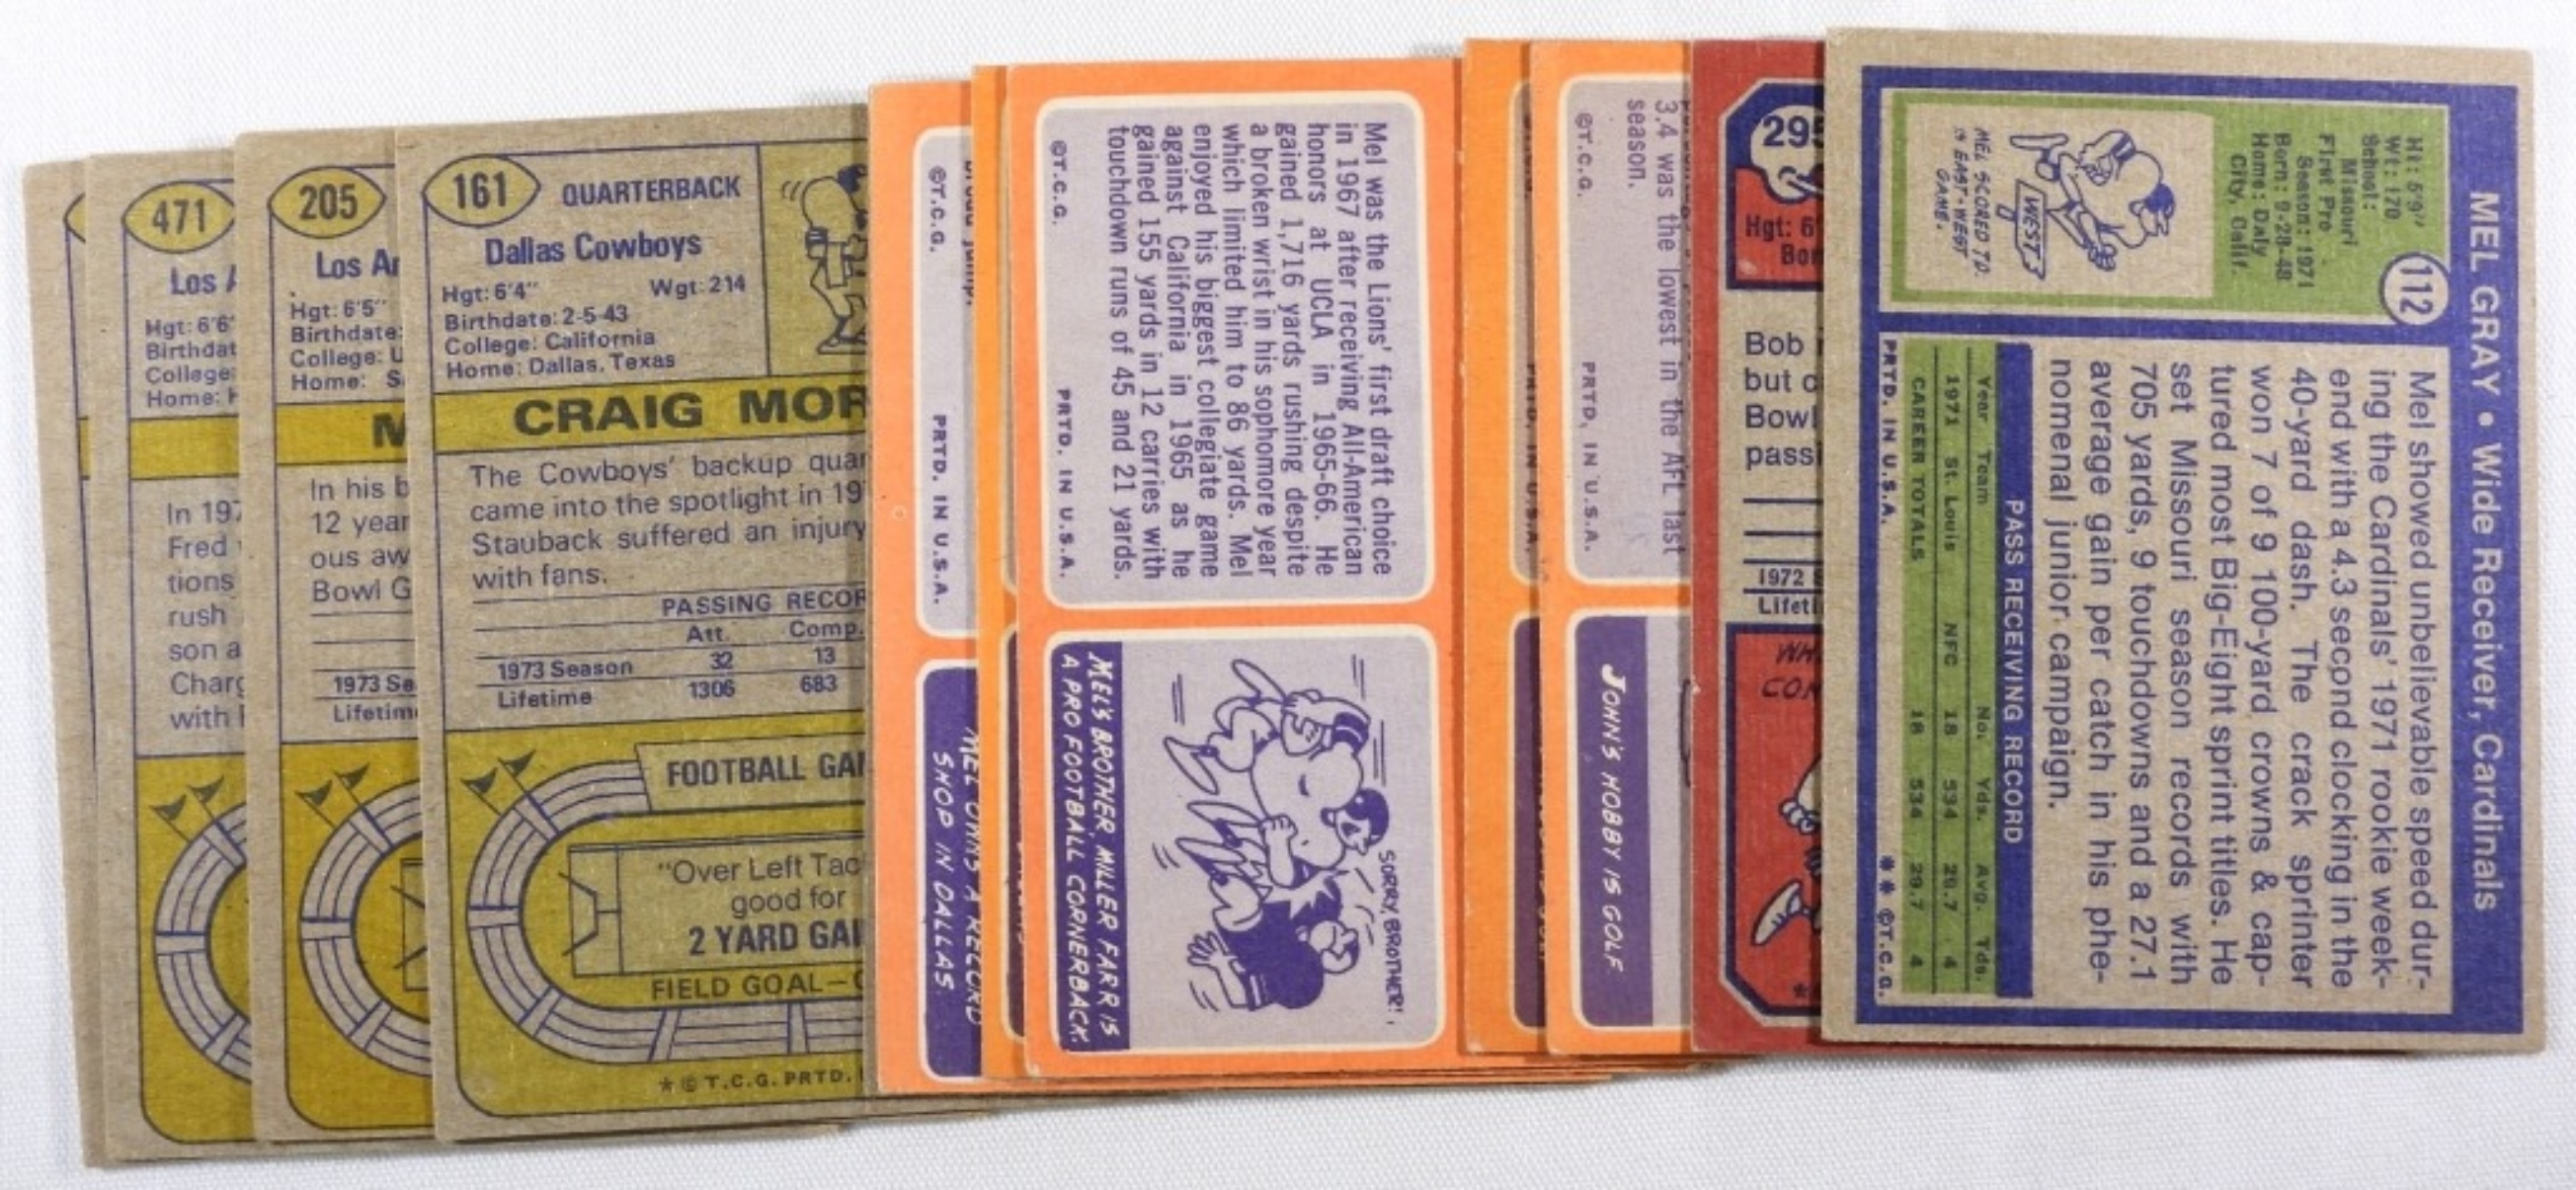 471
Los A
Hgt: 6'6"
Birthdat
College:
Home: H
In 197
Fred
tions
rush
son a
Charg
with
205
Los An
Hgt: 6'5"
Birthdate:
College: U
Home: S
M
In his b
12 year
ous aw
Bowl G
1973 Se
Lifetim
161
QUARTERBACK
Dallas Cowboys
Hgt: 6'4" Wgt: 214
Birthdate: 2-5-43
College: California
Home: Dallas, Texas
CRAIG MOR
The Cowboys' backup quar
came into the spotlight in 19
Stauback suffered an injury
with fans.
PASSING RECOR
Att. Comp.
1973 Season 32 13
Lifetime 1306 683
FOOTBALL GA
"Over Left Tac
good for
2 YARD GAI
FIELD GOAL—
* © T.C.G. PRTD.
broad jump.
©T.C.G. PRTD. IN U.S.A.
MEL OWNS A RECORD
SHOP IN DALLAS.
Mel was the Lions' first draft choice
in 1967 after receiving All-American
honors at UCLA in 1965-66. He
gained 1,716 yards rushing despite
a broken wrist in his sophomore year
which limited him to 86 yards. Mel
enjoyed his biggest collegiate game
against California in 1965 as he
gained 155 yards in 12 carries with
touchdown runs of 45 and 21 yards.
©T.C.G. PRTD. IN U.S.A.
SORRY, BROTHER!
MEL'S BROTHER, MILLER FARR IS
A PRO FOOTBALL CORNERBACK.
PRTD. IN U.S.A.
3.4 was the lowest in the AFL last
season.
©T.C.G. PRTD. IN U.S.A.
JOHN'S HOBBY IS GOLF
295
Hgt: 6'
Bor
Bob
but d
Bowl
passi
1972
Lifeti
WH
CON
MEL GRAY • Wide Receiver, Cardinals
112
Ht: 5'9"
Wt: 170
School:
Missouri
First Pro
Season: 1971
Born: 9-28-48
Home: Daly
City, Calif.
WEST
MEL SCORED TD
IN EAST-WEST
GAME.
Mel showed unbelievable speed dur-
ing the Cardinals' 1971 rookie week-
end with a 4.3 second clocking in the
40-yard dash. The crack sprinter
won 7 of 9 100-yard crowns & cap-
tured most Big-Eight sprint titles. He
set Missouri season records with
705 yards, 9 touchdowns and a 27.1
average gain per catch in his phe-
nomenal junior campaign.
PASS RECEIVING RECORD
Year Team No. Yds. Avg. Tds.
1971 St. Louis NFC 18 534 29.7 4
CAREER TOTALS 18 534 29.7 4
PRTD. IN U.S.A. * * ©T.C.G.